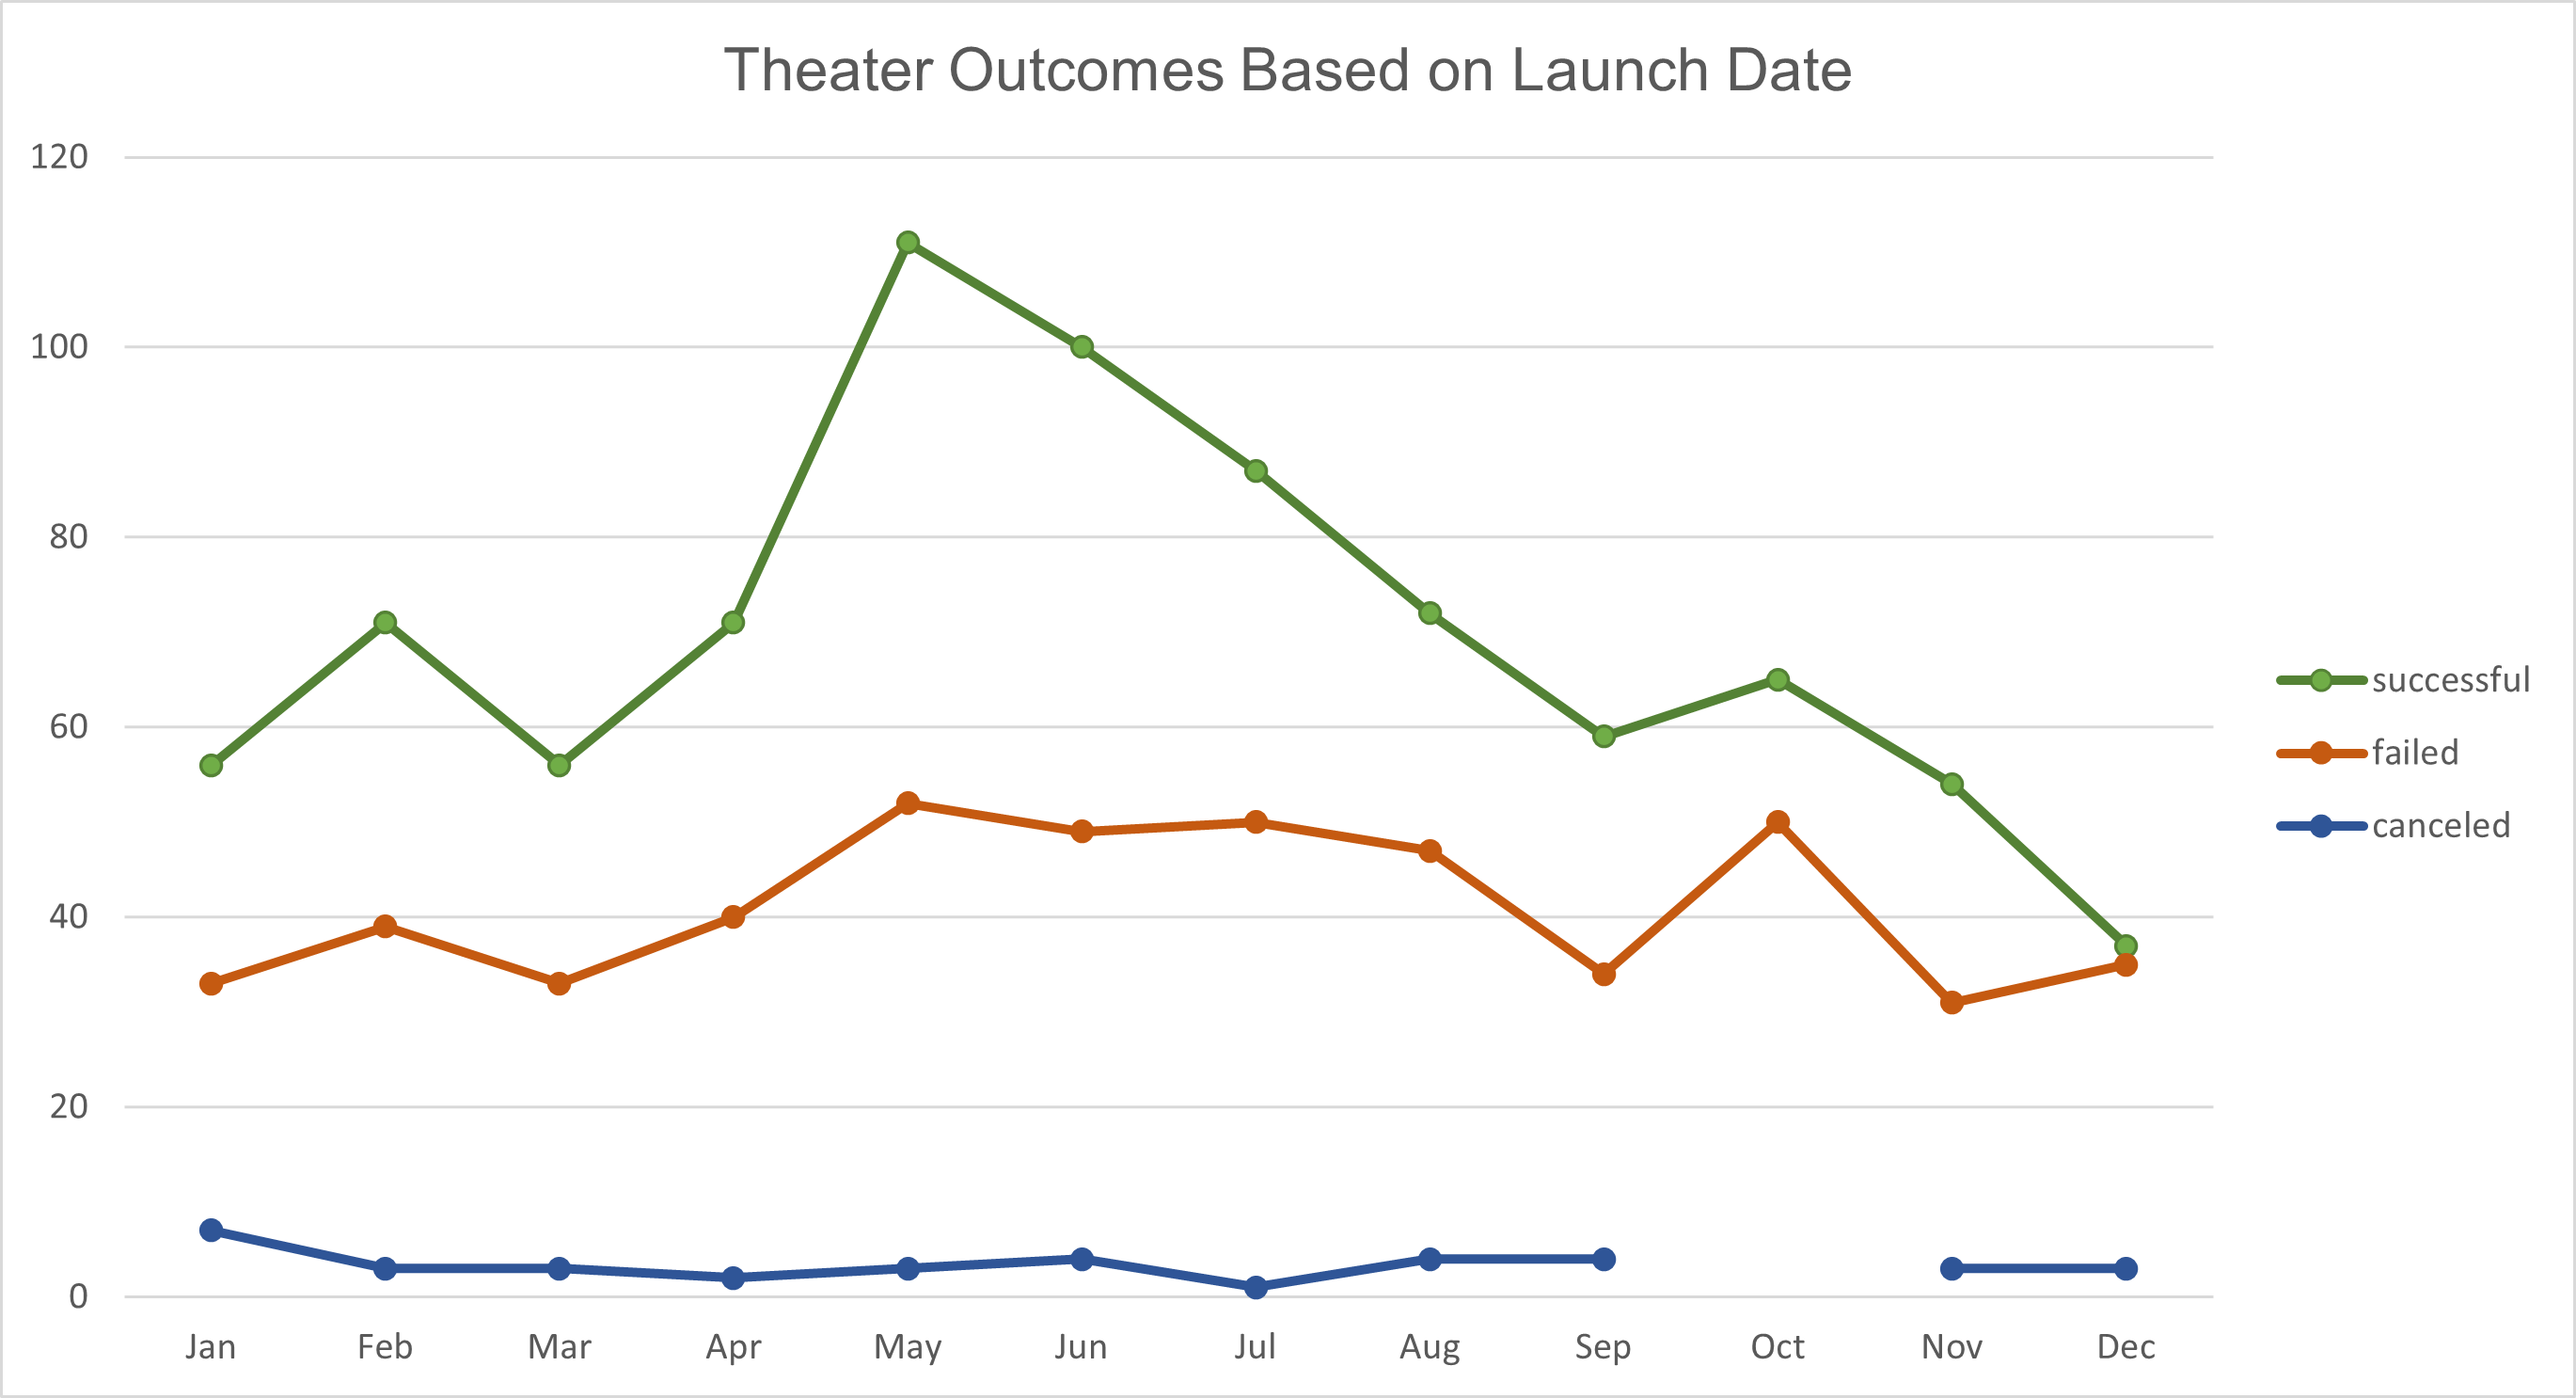 Theater Outcomes Based on Launch Date
120
100
80
60
40
20
0
Jan Feb Mar Apr May Jun Jul Aug Sep Oct Nov Dec
successful
failed
canceled